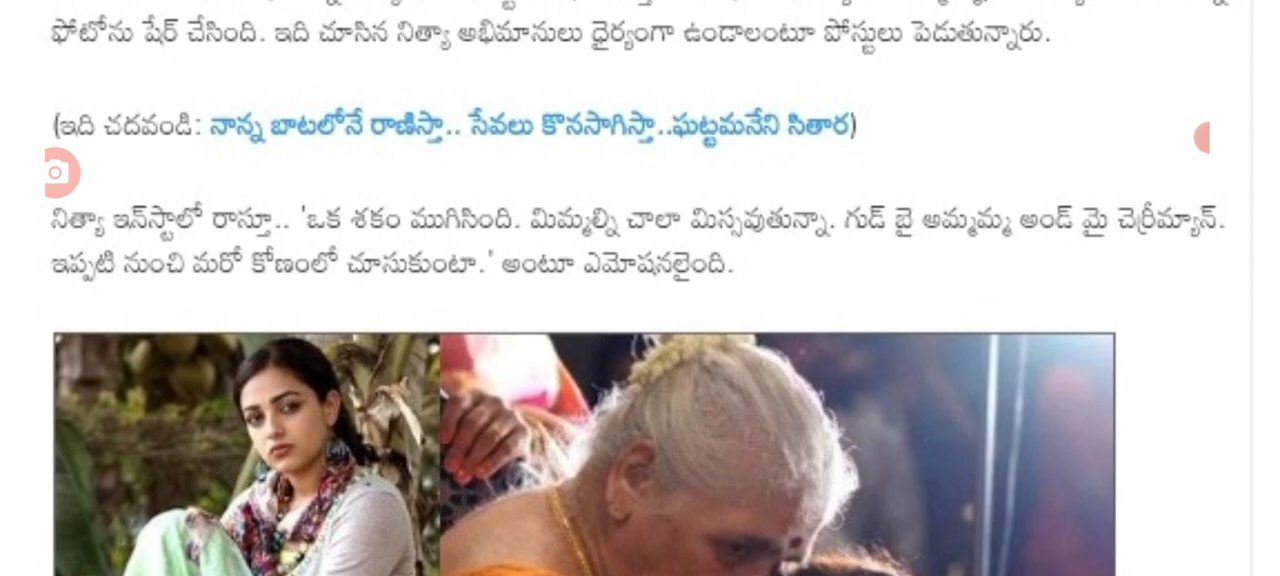 ఫోటోను షేర్ చేసింది. ఇది చూసిన నిత్యా అభిమానులు ధైర్యంగా ఉండాలంటూ పోస్టులు పెడుతున్నారు.
(ఇది చదవండి: నాన్న బాటలోనే రాణిస్తా.. సేవలు కొనసాగిస్తా..ఘట్టమనేని సితార)
నిత్యా ఇన్‌స్టాలో రాస్తూ.. 'ఒక శకం ముగిసింది. మిమ్మల్ని చాలా మిస్సవుతున్నా. గుడ్ బై అమ్మమ్మ అండ్ మై చెర్రీమ్యాన్.
ఇప్పటి నుంచి మరో కోణంలో చూసుకుంటా.' అంటూ ఎమోషనలైంది.